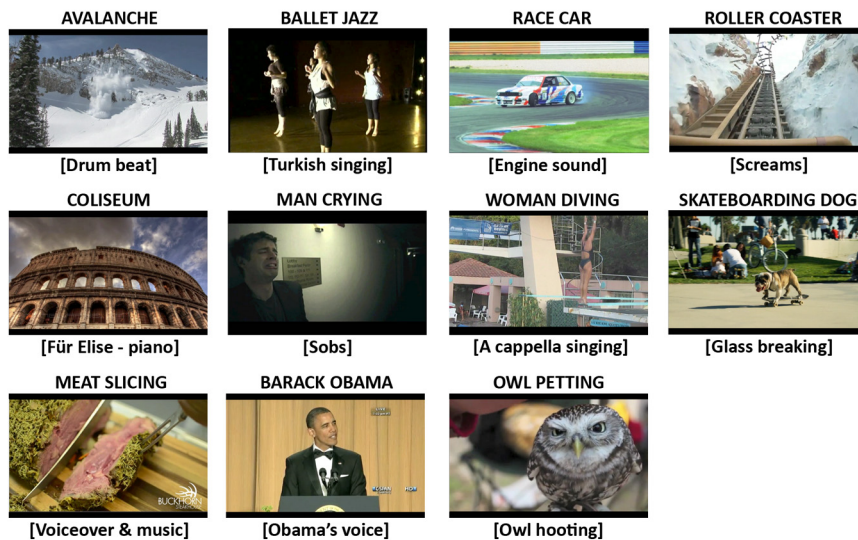 AVALANCHE
BALLET JAZZ
RACE CAR
ROLLER COASTER
[Drum beat]
[Turkish singing]
[Engine sound]
[Screams]
COLISEUM
MAN CRYING
WOMAN DIVING
SKATEBOARDING DOG
[Für Elise - piano]
[Sobs]
[A cappella singing]
[Glass breaking]
MEAT SLICING
BARACK OBAMA
OWL PETTING
BUCKHORN
[Voiceover & music]
[Obama's voice]
[Owl hooting]